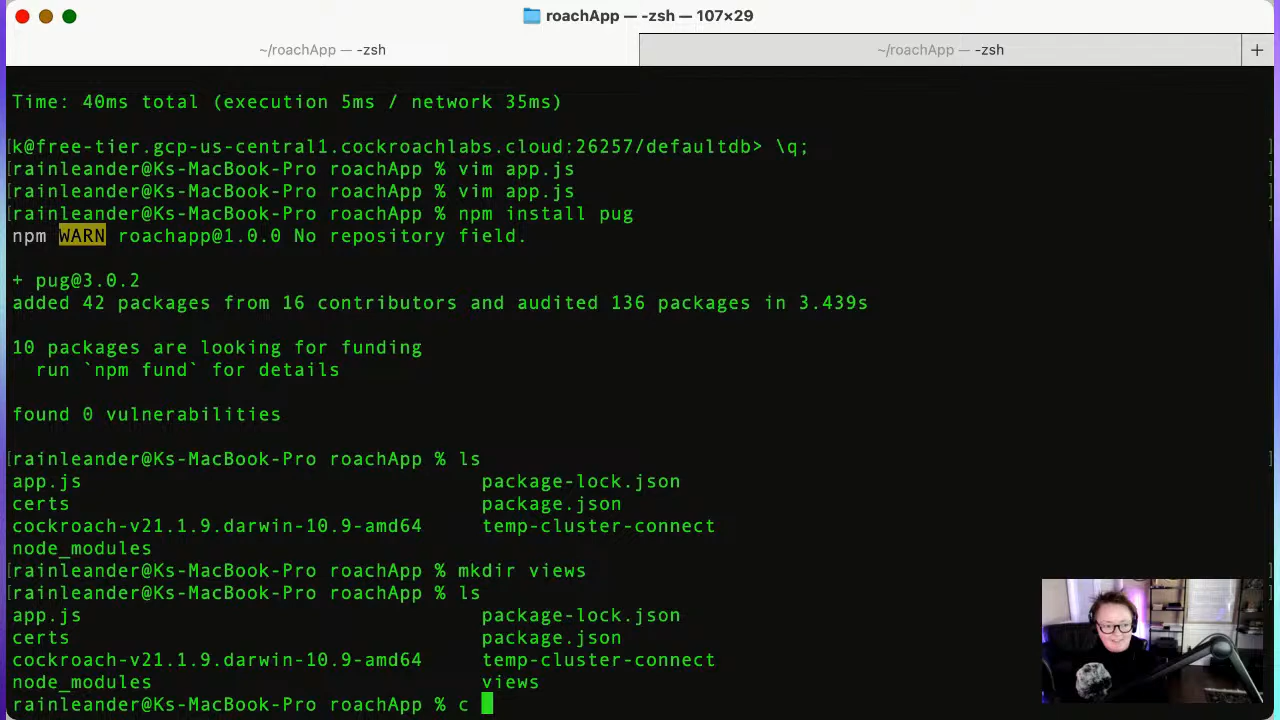 roachApp — -zsh — 107×29
~/roachApp — -zsh
~/roachApp — -zsh
+
Time: 40ms total (execution 5ms / network 35ms)
[k@free-tier.gcp-us-central1.cockroachlabs.cloud:26257/defaultdb> \q; ]
[rainleander@Ks-MacBook-Pro roachApp % vim app.js ]
[rainleander@Ks-MacBook-Pro roachApp % vim app.js ]
[rainleander@Ks-MacBook-Pro roachApp % npm install pug ]
npm WARN roachapp@1.0.0 No repository field.
+ pug@3.0.2
added 42 packages from 16 contributors and audited 136 packages in 3.439s
10 packages are looking for funding
run `npm fund` for details
found 0 vulnerabilities
[rainleander@Ks-MacBook-Pro roachApp % ls ]
app.js package-lock.json
certs package.json
cockroach-v21.1.9.darwin-10.9-amd64 temp-cluster-connect
node_modules
[rainleander@Ks-MacBook-Pro roachApp % mkdir views ]
[rainleander@Ks-MacBook-Pro roachApp % ls ]
app.js package-lock.json
certs package.json
cockroach-v21.1.9.darwin-10.9-amd64 temp-cluster-connect
node_modules views
rainleander@Ks-MacBook-Pro roachApp % c